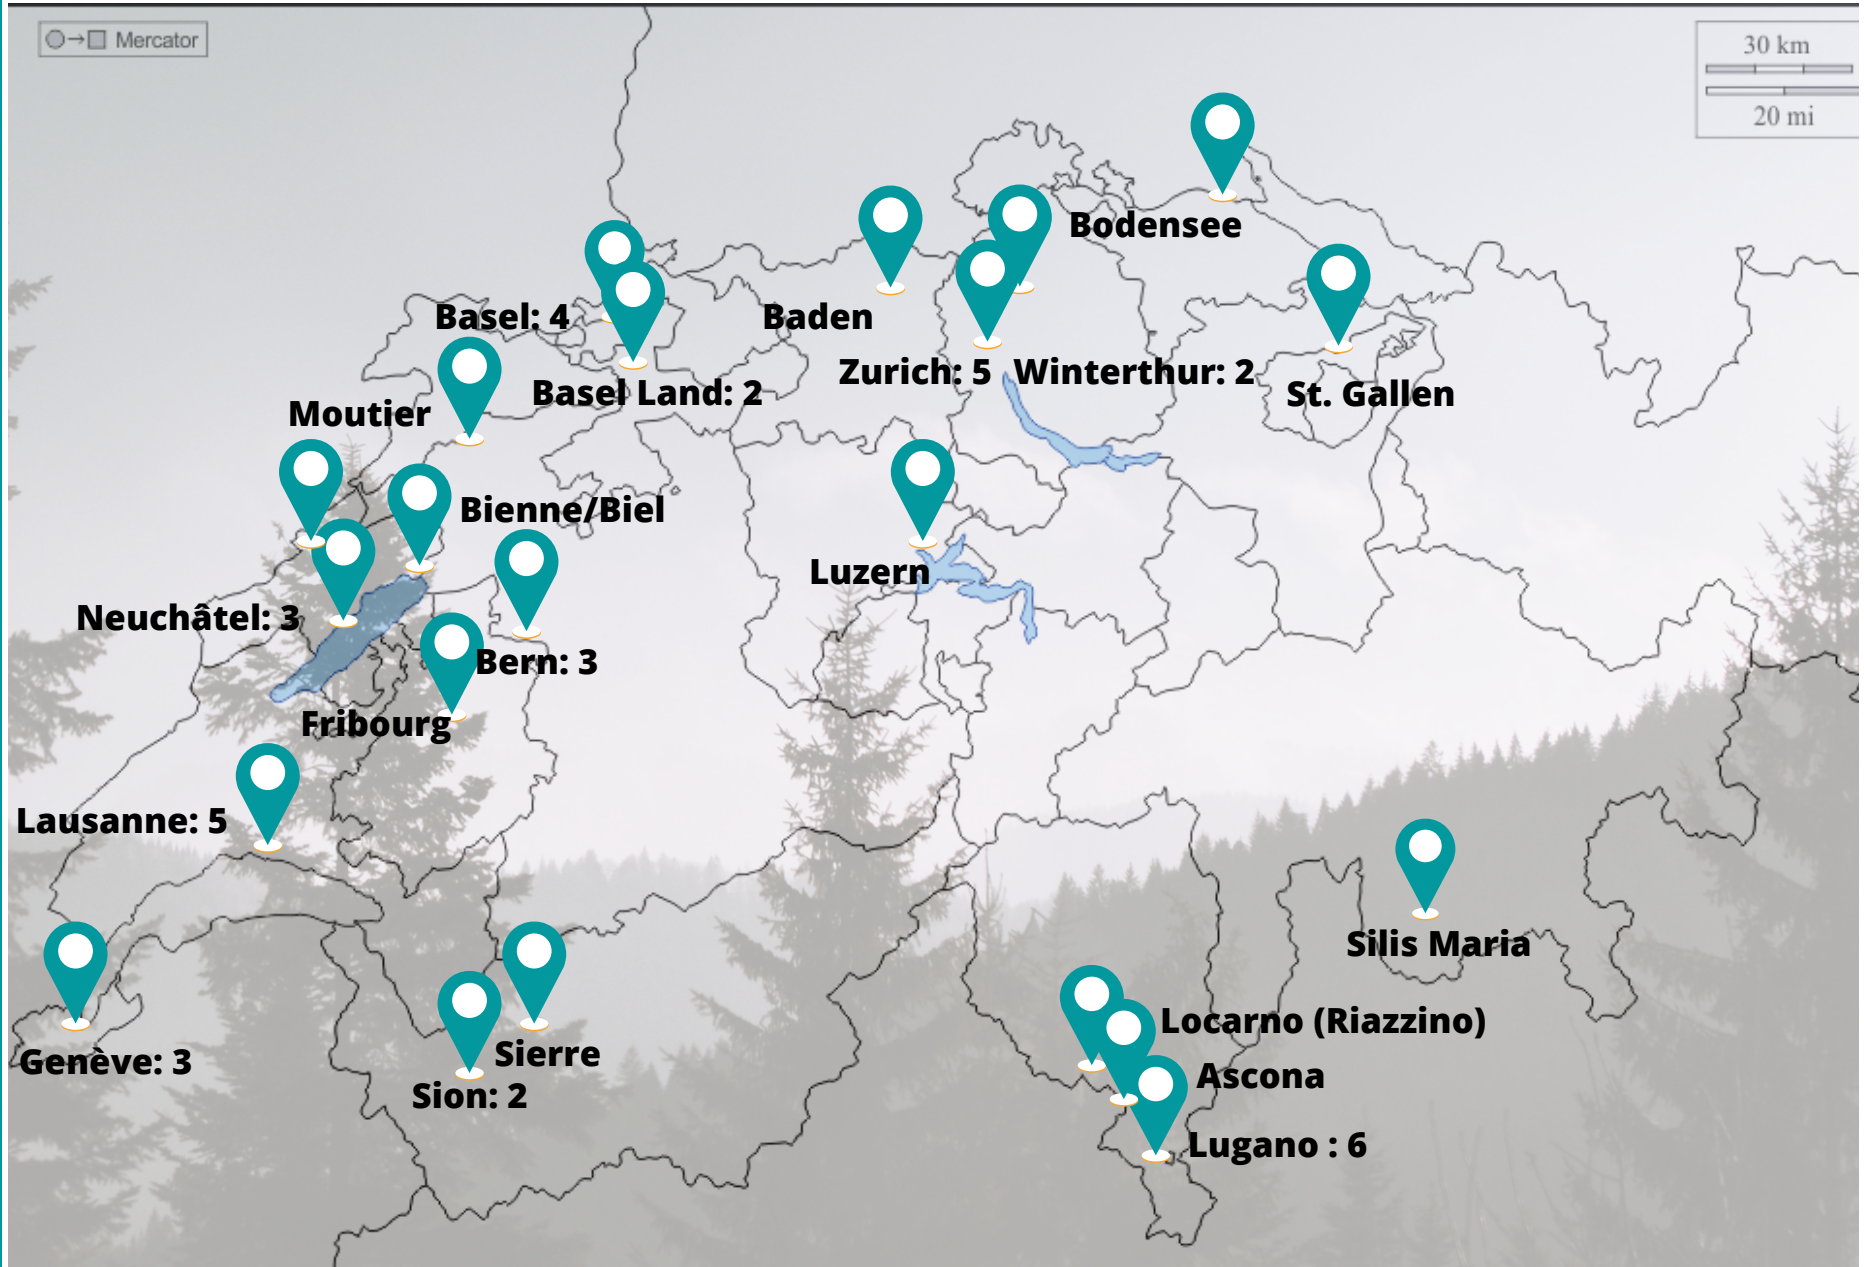 Mercator
30 km
20 mi
Bodensee
Basel: 4
Baden
Zurich: 5
Winterthur: 2
Basel Land: 2
St. Gallen
Moutier
Bienne/Biel
Luzern
Neuchâtel: 3
Bern: 3
Fribourg
Lausanne: 5
Silis Maria
Locarno (Riazzino)
Genève: 3
Sierre
Ascona
Sion: 2
Lugano : 6